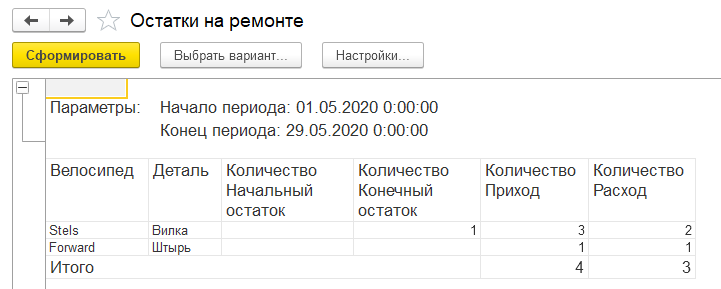 Остатки на ремонте
Сформировать Выбрать вариант... Настройки...
Параметры: Начало периода: 01.05.2020 0:00:00
Конец периода: 29.05.2020 0:00:00
Велосипед Деталь Количество Количество Количество Количество
Начальный Конечный Приход Расход
остаток остаток
Stels Вилка 1 3 2
Forward Штырь 1 1
Итого 4 3